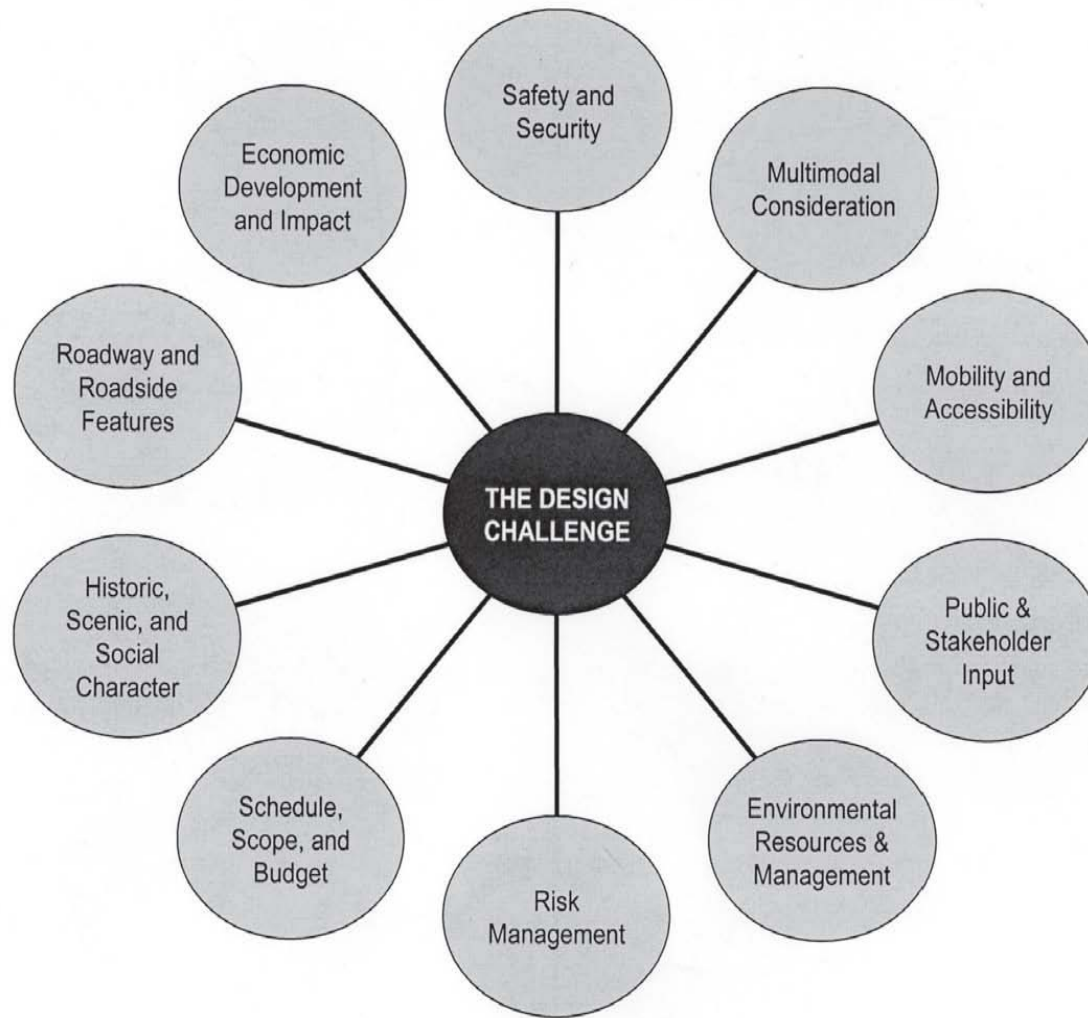 Safety and
Security
Multimodal
Consideration
Mobility and
Accessibility
Public &
Stakeholder
Input
Environmental
Resources &
Management
Risk
Management
Schedule,
Scope, and
Budget
Historic,
Scenic, and
Social
Character
Roadway and
Roadside
Features
Economic
Development
and Impact
THE DESIGN
CHALLENGE